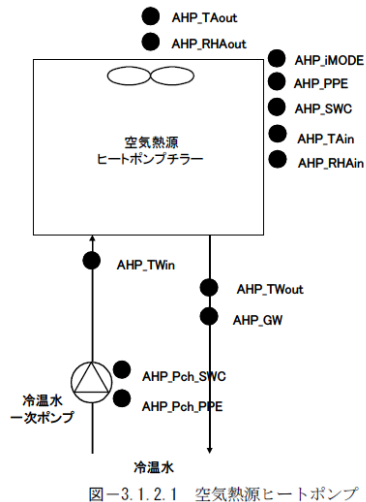 AHP_TAout
AHP_RHAout
AHP_iMODE
AHP_PPE
AHP_SWC
AHP_TAin
AHP_RHAin
空気熱源
ヒートポンプチラー
AHP_TWin
AHP_TWout
AHP_GW
AHP_Pch_SWC
AHP_Pch_PPE
冷温水
一次ポンプ
冷温水
図－3.1.2.1 空気熱源ヒートポンプ